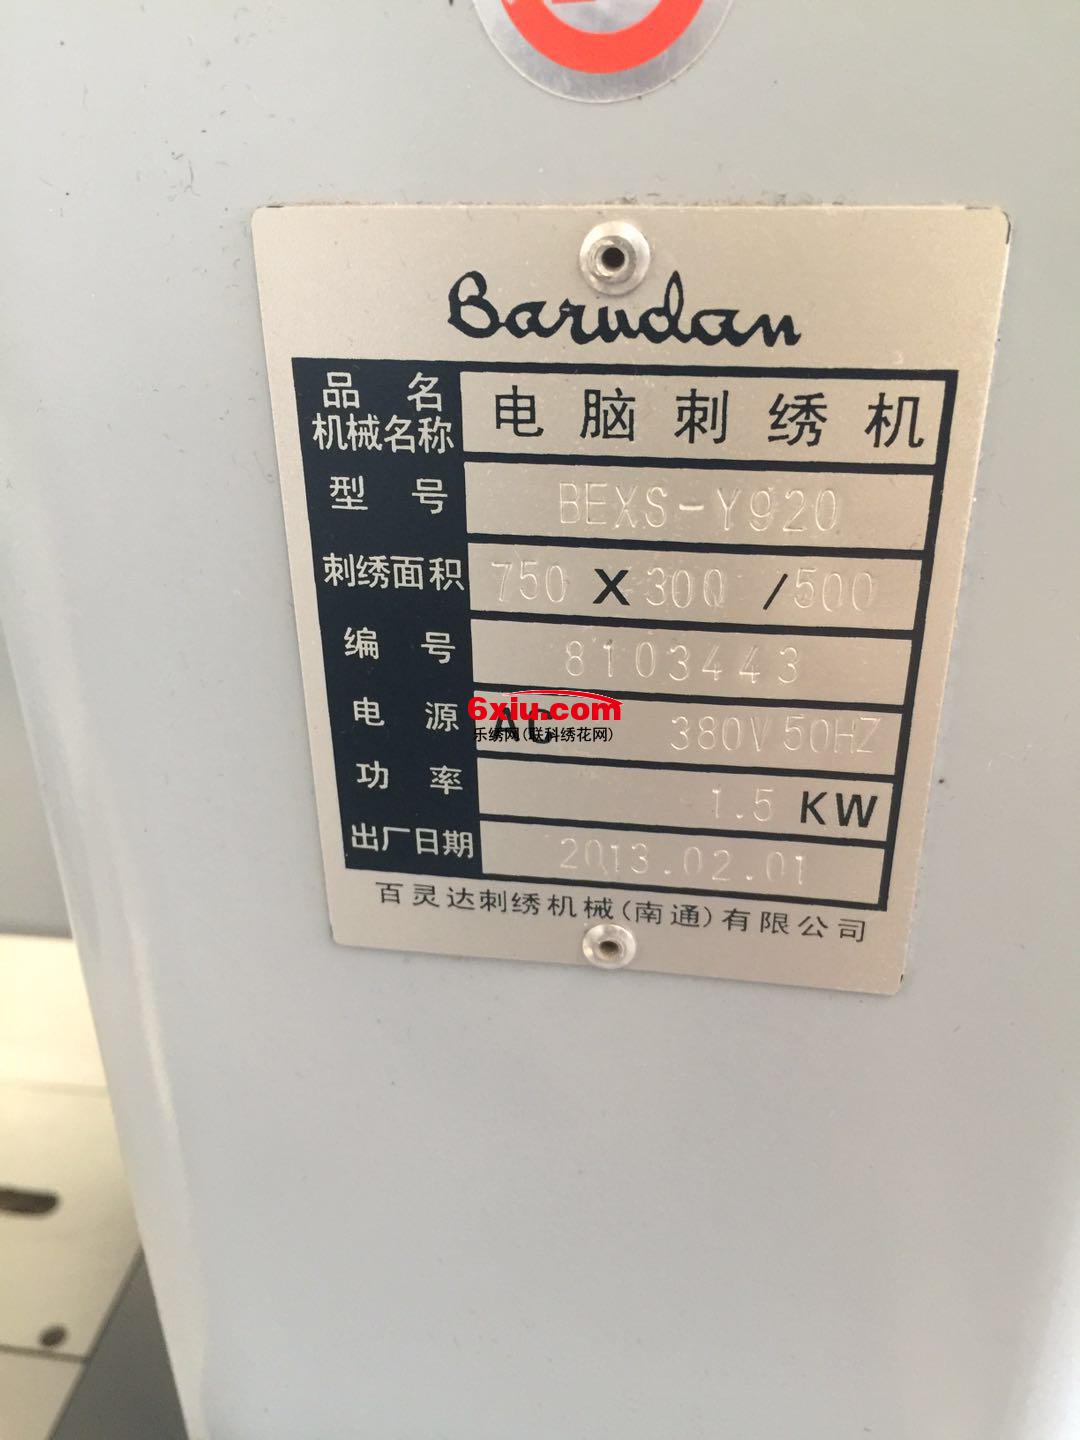 Barudan
品 名
机械名称
电脑刺绣机
型 号 BEXS-Y920
刺绣面积 750 X 300 /500
编 号 8103443
电 源 AC 380V 50HZ
功 率 1.5 KW
出厂日期 2013.02.01
百灵达刺绣机械(南通)有限公司
6xiu.com
乐绣网(联科绣花网)